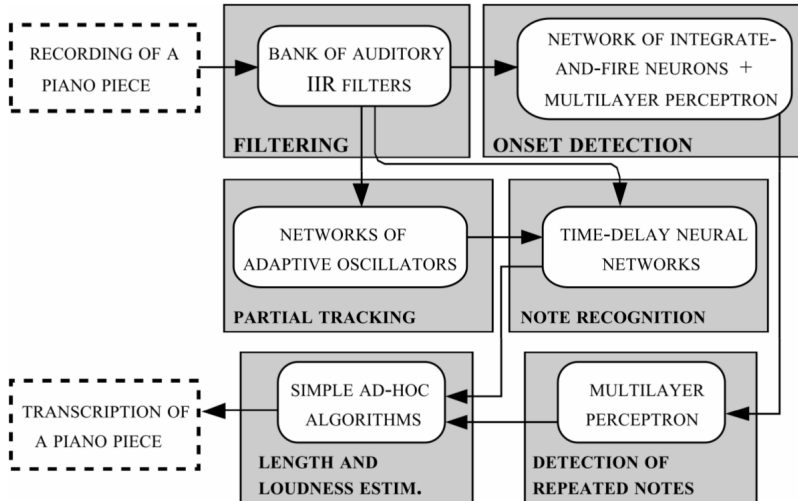 RECORDING OF A
PIANO PIECE
BANK OF AUDITORY
IIR FILTERS
FILTERING
NETWORK OF INTEGRATE-
AND-FIRE NEURONS +
MULTILAYER PERCEPTRON
ONSET DETECTION
NETWORKS OF
ADAPTIVE OSCILLATORS
PARTIAL TRACKING
TIME-DELAY NEURAL
NETWORKS
NOTE RECOGNITION
TRANSCRIPTION OF
A PIANO PIECE
SIMPLE AD-HOC
ALGORITHMS
LENGTH AND
LOUDNESS ESTIM.
MULTILAYER
PERCEPTRON
DETECTION OF
REPEATED NOTES